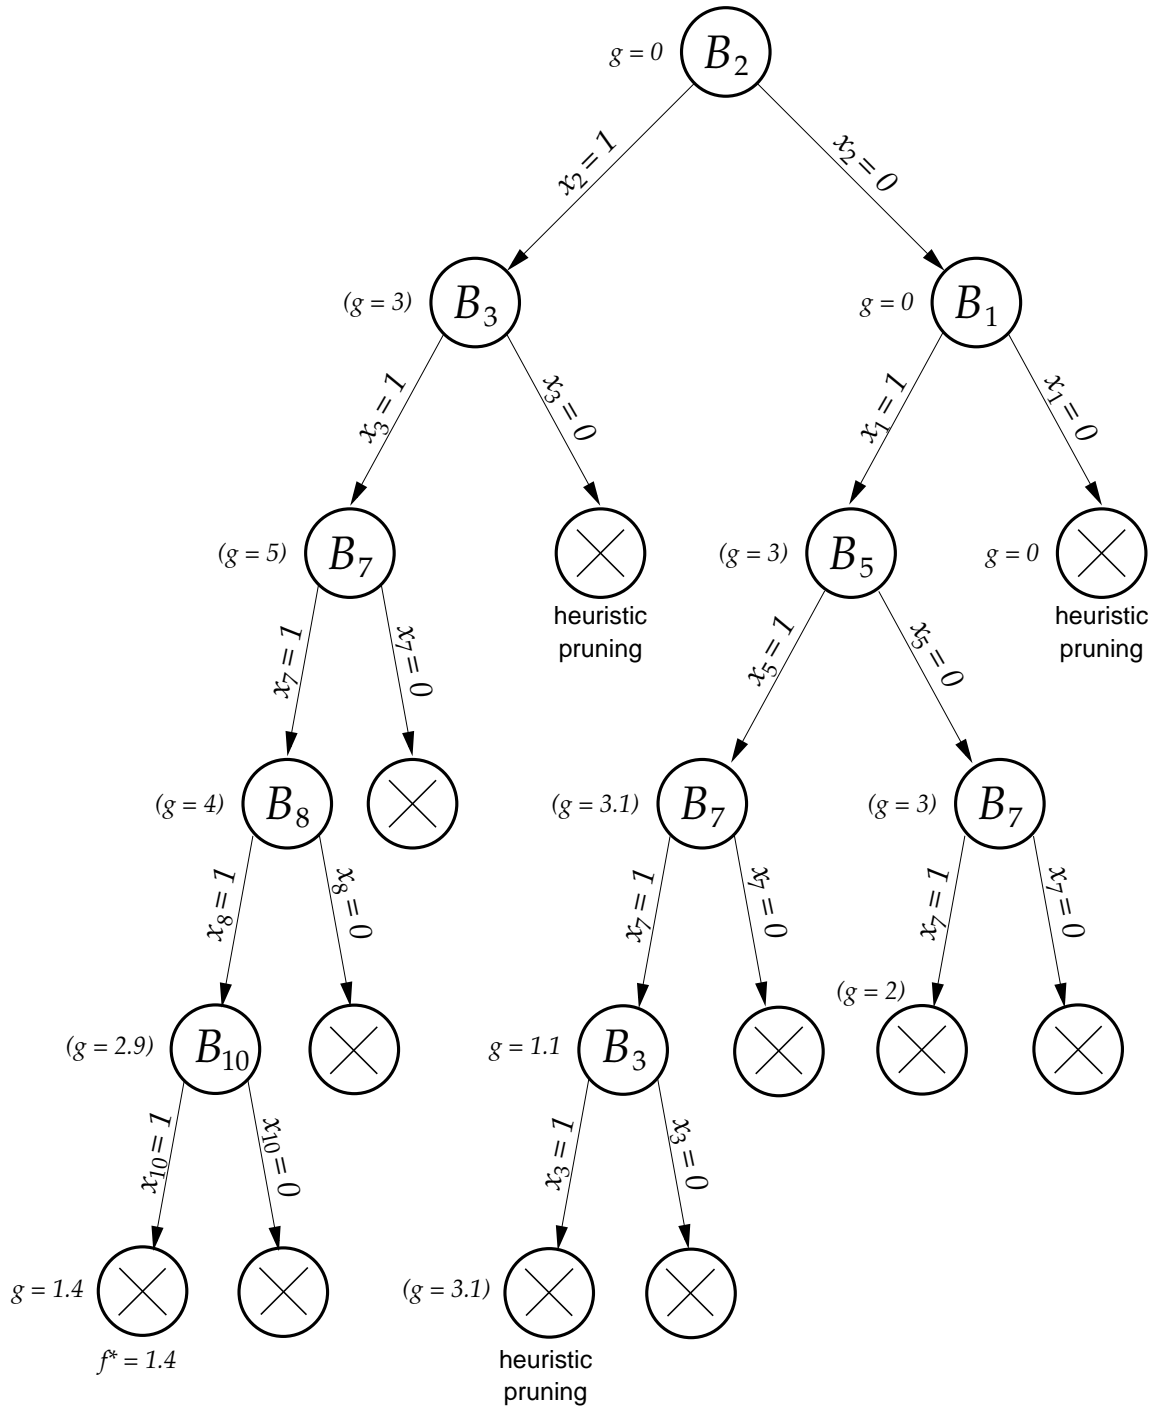 g = 0
B2
x2 = 1
x2 = 0
(g = 3)
B3
g = 0
B1
x3 = 1
x3 = 0
x1 = 1
x1 = 0
(g = 5)
B7
(g = 3)
B5
g = 0
heuristic
pruning
heuristic
pruning
x7 = 1
x7 = 0
x5 = 1
x5 = 0
(g = 4)
B8
(g = 3.1)
B7
(g = 3)
B7
x8 = 1
x8 = 0
x7 = 1
x7 = 0
x7 = 1
x7 = 0
(g = 2)
(g = 2.9)
B10
g = 1.1
B3
x10 = 1
x10 = 0
x3 = 1
x3 = 0
g = 1.4
(g = 3.1)
f* = 1.4
heuristic
pruning